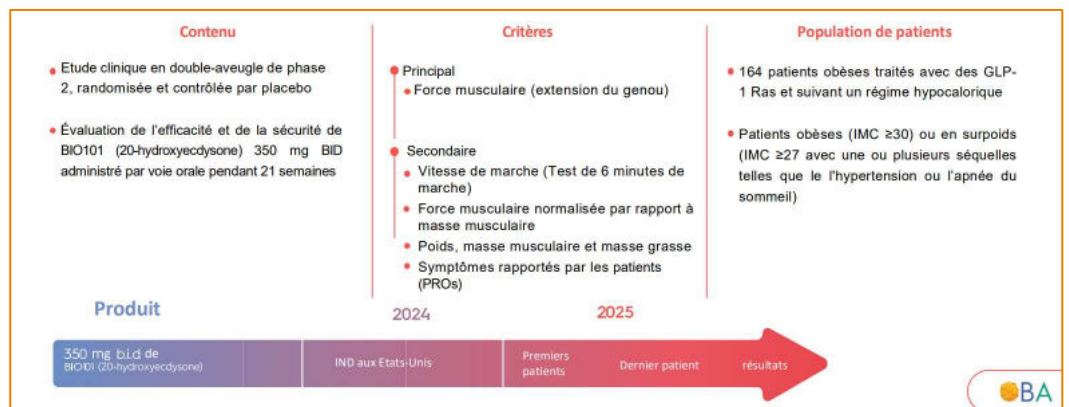 Contenu
Etude clinique en double-aveugle de phase
2, randomisée et contrôlée par placebo
Évaluation de l'efficacité et de la sécurité de
BIO101 (20-hydroxyecdysone) 350 mg BID
administré par voie orale pendant 21 semaines
Critères
Principal
Force musculaire (extension du genou)
Secondaire
Vitesse de marche (Test de 6 minutes de
marche)
Force musculaire normalisée par rapport à
masse musculaire
Poids, masse musculaire et masse grasse
Symptômes rapportés par les patients
(PROs)
Population de patients
164 patients obèses traités avec des GLP-
1 Ras et suivant un régime hypocalorique
Patients obèses (IMC ≥30) ou en surpoids
(IMC ≥27 avec une ou plusieurs séquelles
telles que le l'hypertension ou l'apnée du
sommeil)
Produit
2024
2025
350 mg b.i.d de
BIO101 (20-hydroxyecdysone)
IND aux Etats-Unis
Premiers
patients
Dernier patient
résultats
BA